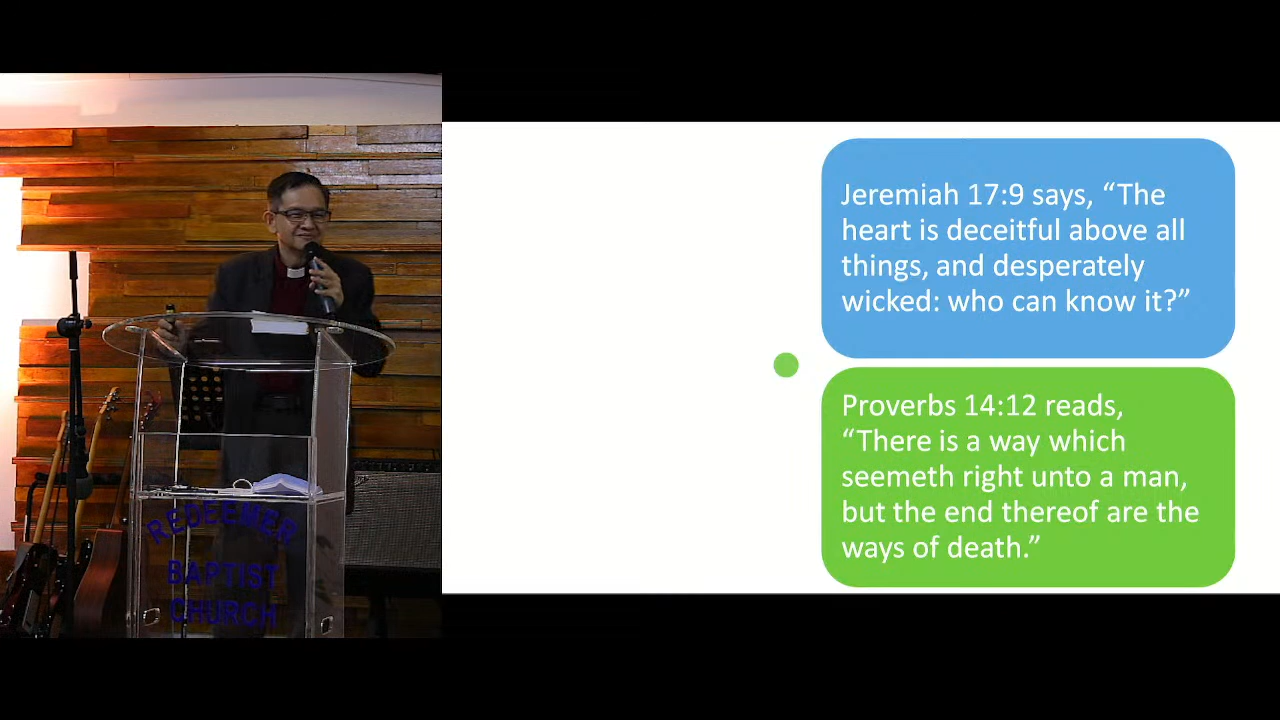 REDEEMER
BAPTIST
CHURCH
Jeremiah 17:9 says, “The
heart is deceitful above all
things, and desperately
wicked: who can know it?”
Proverbs 14:12 reads,
“There is a way which
seemeth right unto a man,
but the end thereof are the
ways of death.”